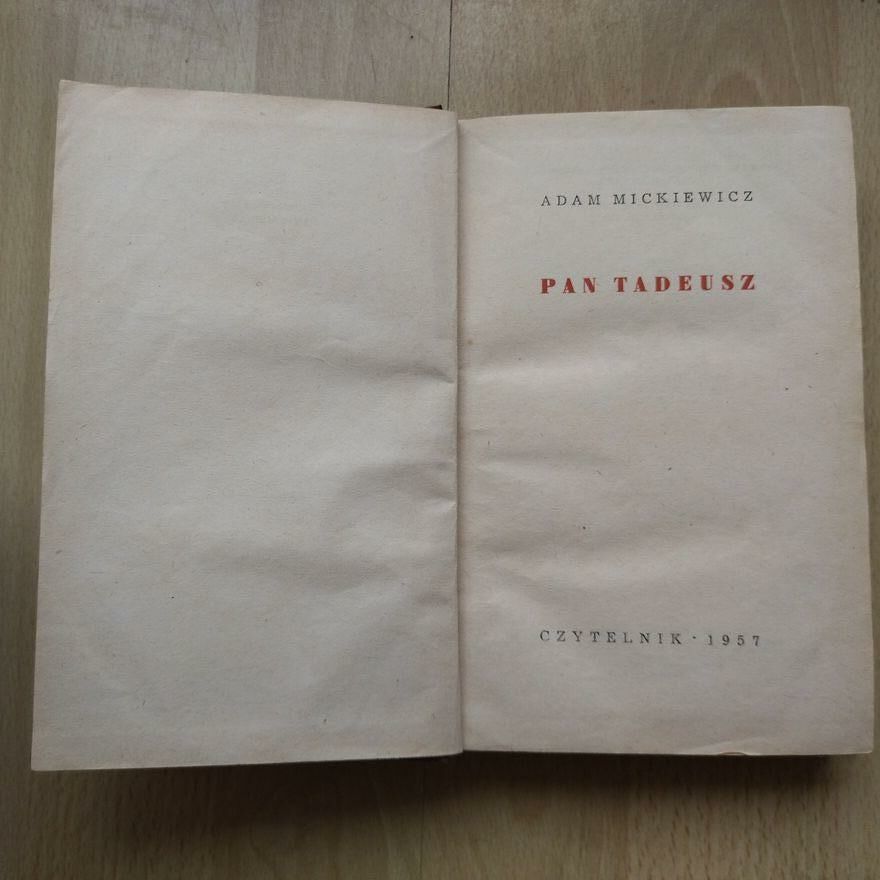 ADAM MICKIEWICZ
PAN TADEUSZ
CZYTELNIK · 1957